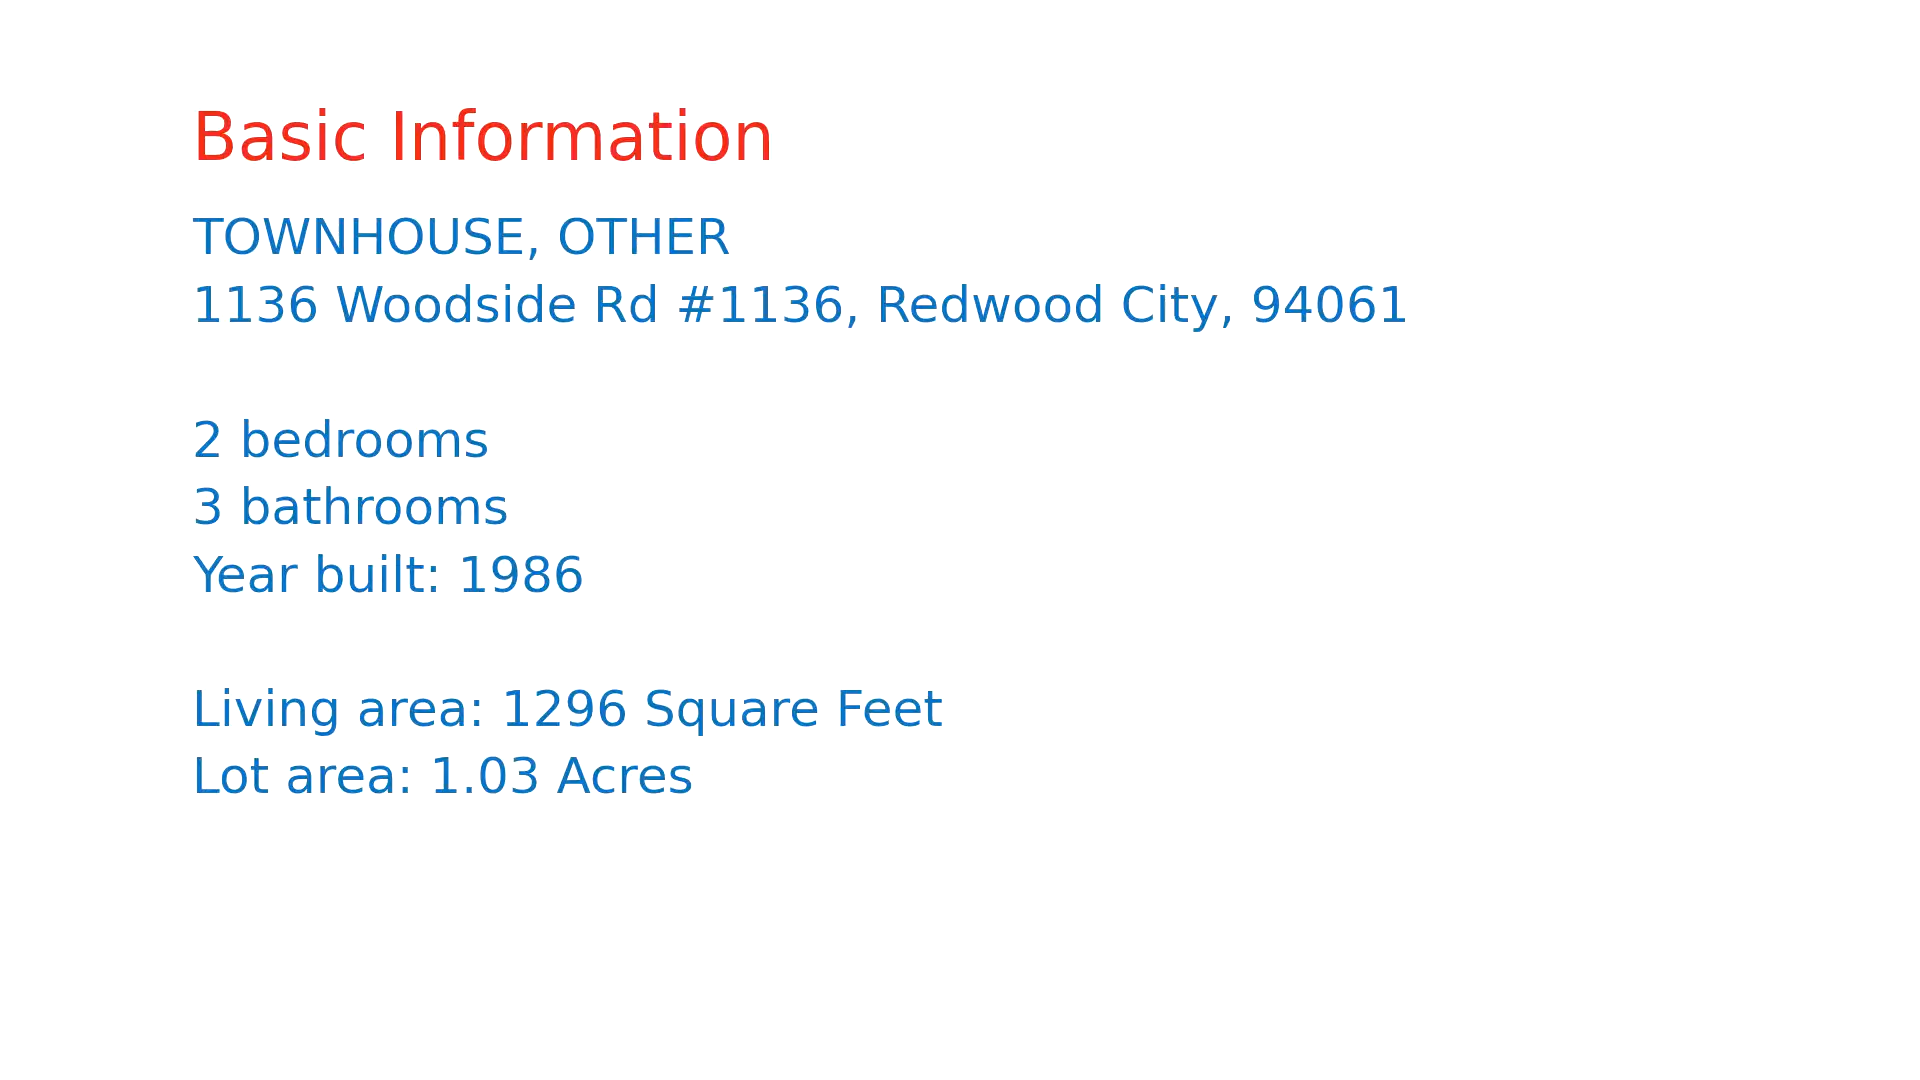 Basic Information
TOWNHOUSE, OTHER
1136 Woodside Rd #1136, Redwood City, 94061
2 bedrooms
3 bathrooms
Year built: 1986
Living area: 1296 Square Feet
Lot area: 1.03 Acres